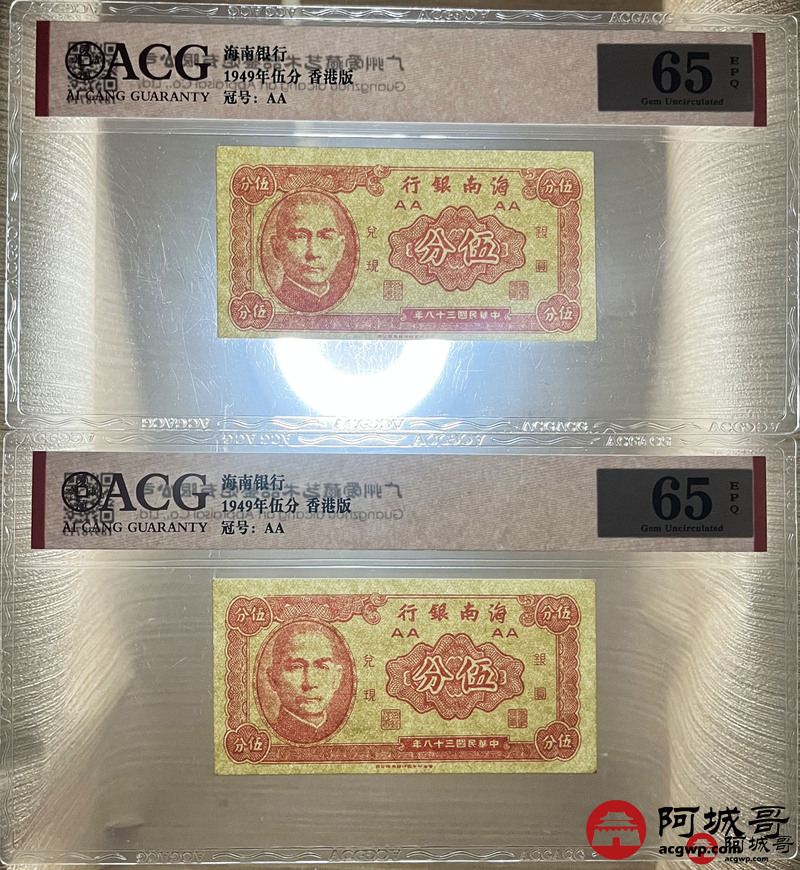 ACG
AI CANG GUARANTY
海南银行
1949年伍分 香港版
冠号：AA
65
EPQ
Gem Uncirculated
伍分
伍分
海南銀行
AA AA
兌現
伍分
銀圓
伍分
伍分
中華民國三十八年
ACG
AI CANG GUARANTY
海南银行
1949年伍分 香港版
冠号：AA
65
EPQ
Gem Uncirculated
伍分
伍分
海南銀行
AA AA
兌現
伍分
銀圓
伍分
伍分
中華民國三十八年
阿城哥
acgwp.com
阿城哥
acgwp.com